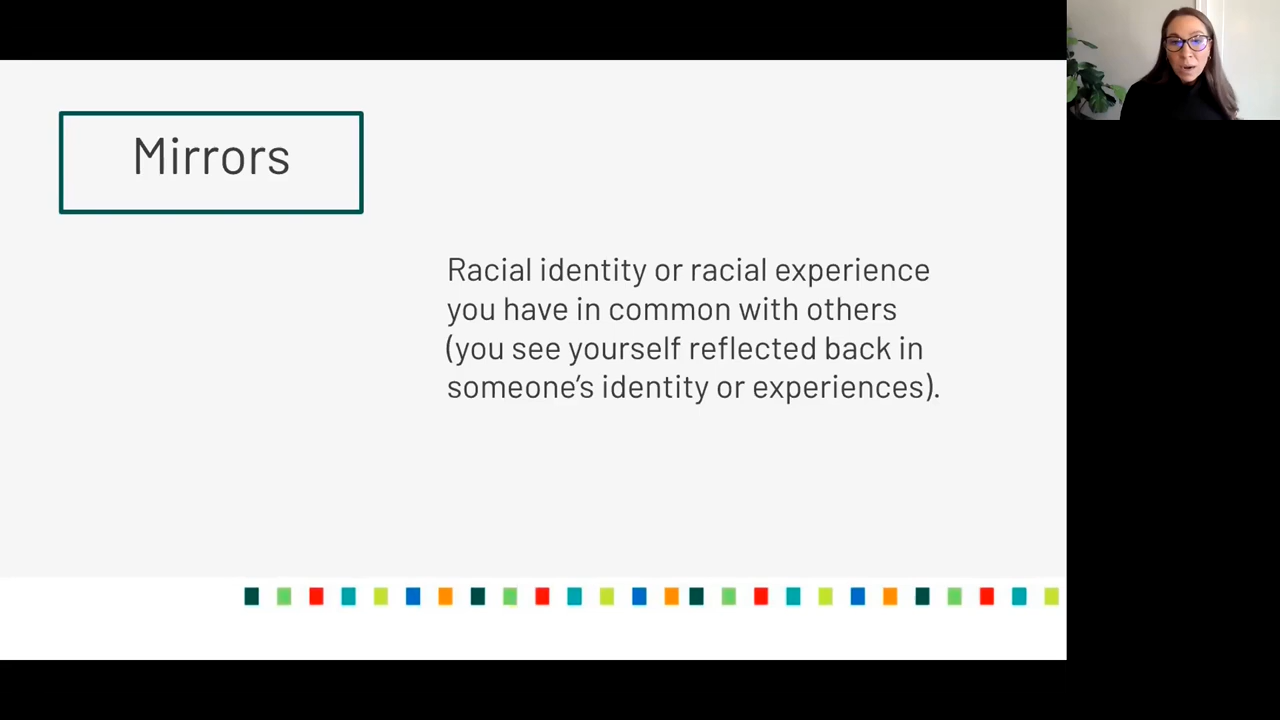 Mirrors
Racial identity or racial experience
you have in common with others
(you see yourself reflected back in
someone’s identity or experiences).